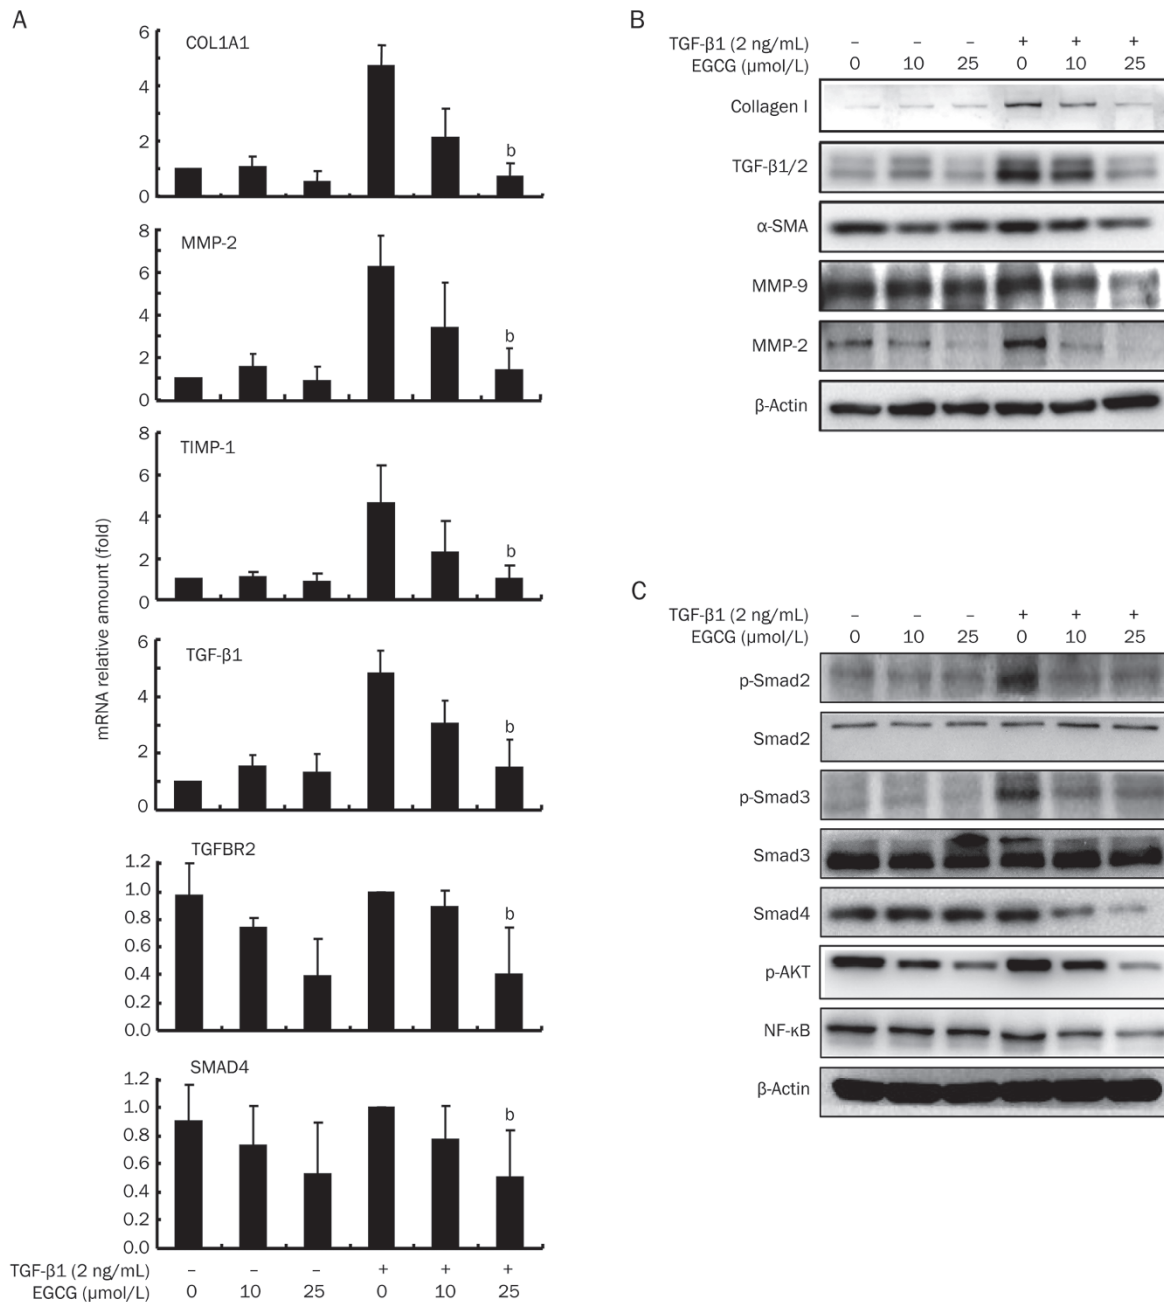 A
mRNA relative amount (fold)
COL1A1
6
4
2
0
b
MMP-2
8
6
4
2
0
b
TIMP-1
8
6
4
2
0
b
TGF-β1
6
4
2
0
b
TGFBR2
1.2
1.0
0.8
0.6
0.4
0.2
0.0
b
SMAD4
1.2
1.0
0.8
0.6
0.4
0.2
0.0
b
TGF-β1 (2 ng/mL) – – – + + +
EGCG (µmol/L) 0 10 25 0 10 25
B
TGF-β1 (2 ng/mL) – – – + + +
EGCG (µmol/L) 0 10 25 0 10 25
Collagen I
TGF-β1/2
α-SMA
MMP-9
MMP-2
β-Actin
C
TGF-β1 (2 ng/mL) – – – + + +
EGCG (µmol/L) 0 10 25 0 10 25
p-Smad2
Smad2
p-Smad3
Smad3
Smad4
p-AKT
NF-κB
β-Actin